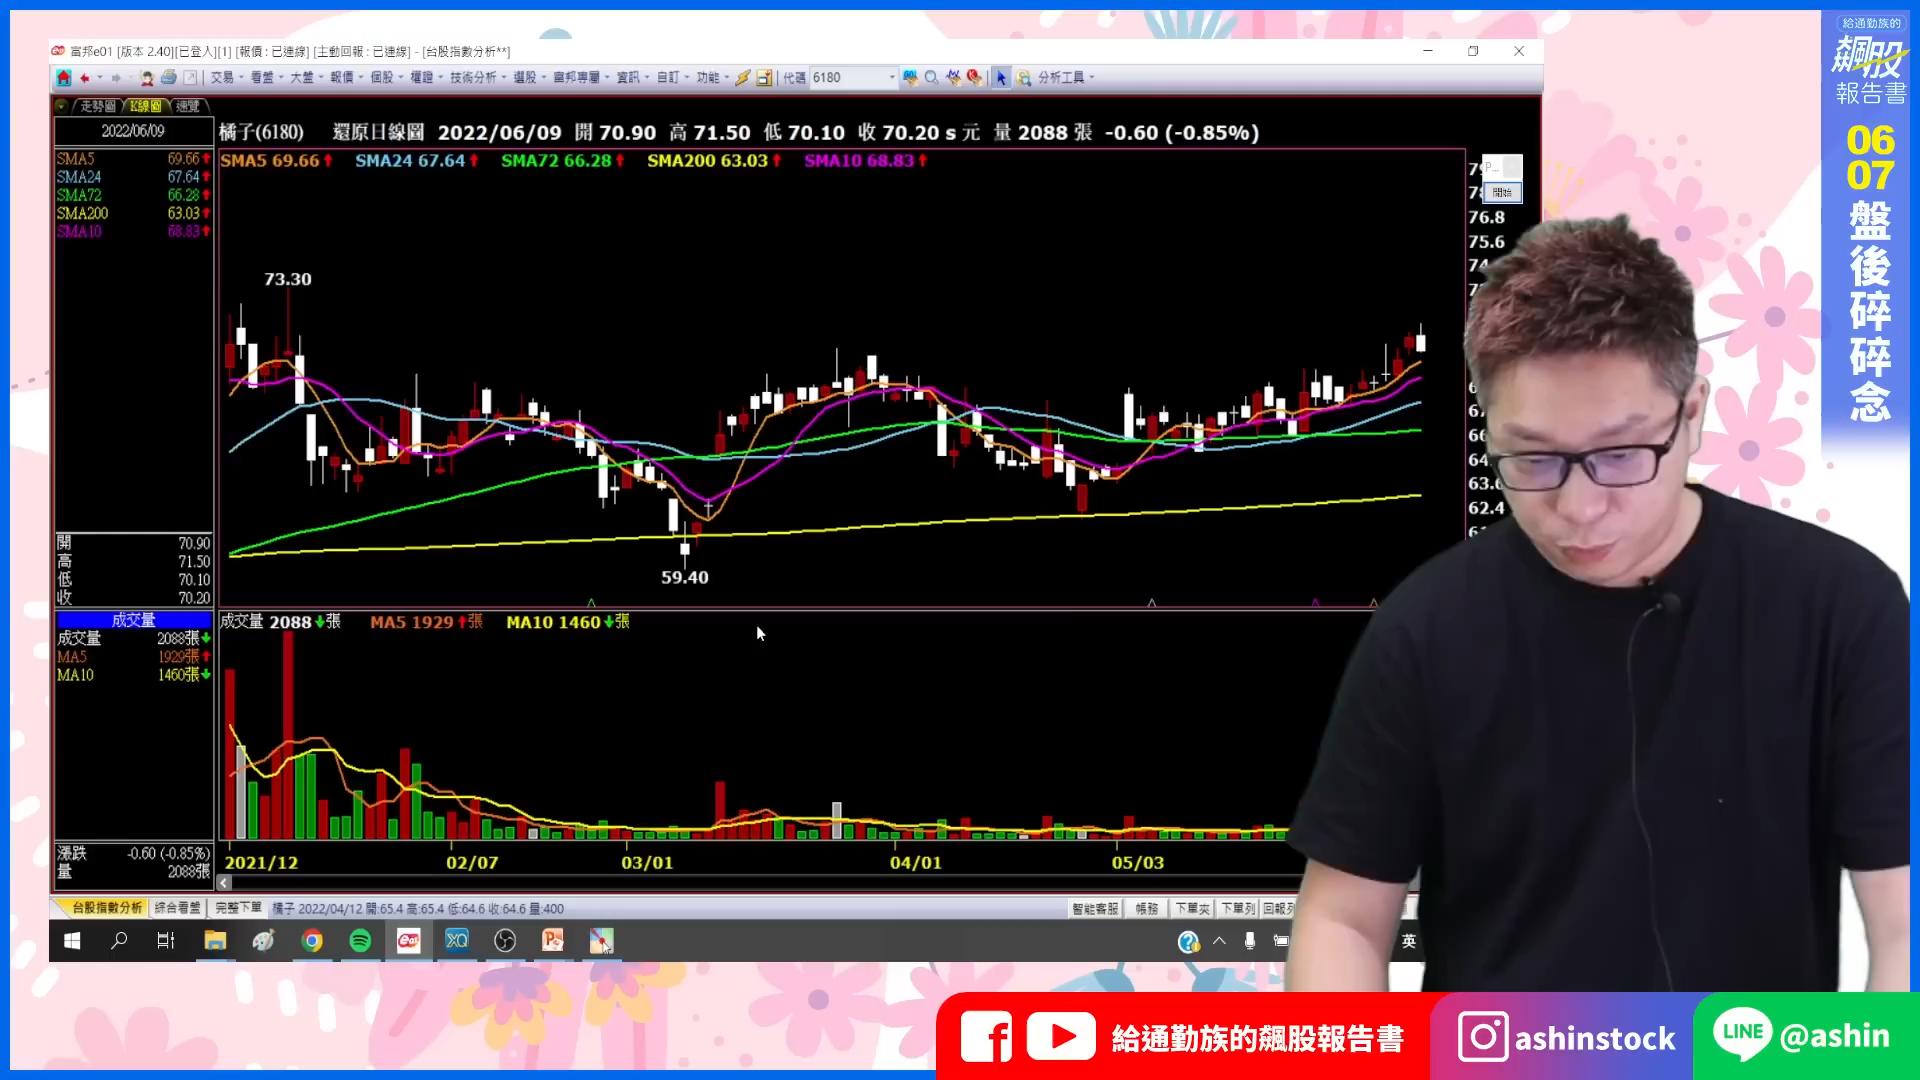 富邦e01 [版本 2.40][已登入][1] [報價 : 已連線] [主動回報 : 已連線] - [台股指數分析**]
交易 看盤 大盤 報價 個股 權證 技術分析 選股 富邦專屬 資訊 自訂 功能 代碼 6180 分析工具
走勢圖 K線圖 速覽
2022/06/09
橘子(6180) 還原日線圖 2022/06/09 開 70.90 高 71.50 低 70.10 收 70.20 s 元 量 2088 張 -0.60 (-0.85%)
SMA5 69.66
SMA24 67.64
SMA72 66.28
SMA200 63.03
SMA10 68.83
SMA5 69.66 SMA24 67.64 SMA72 66.28 SMA200 63.03 SMA10 68.83
P...
開始
76.8
75.6
62.4
73.30
59.40
開 70.90
高 71.50
低 70.10
收 70.20
成交量
成交量 2088張
MA5 1929張
MA10 1460張
成交量 2088 張 MA5 1929 張 MA10 1460 張
漲跌 -0.60 (-0.85%)
量 2088張
2021/12 02/07 03/01 04/01 05/03
台股指數分析 綜合看盤 完整下單 橘子 2022/04/12 開:65.4 高:65.4 低:64.6 收:64.6 量:400
智能客服 帳務 下單夾 下單列 回報列
英
給通勤族的
飆股
報告書
06
07
盤後碎碎念
給通勤族的飆股報告書
ashinstock
LINE @ashin